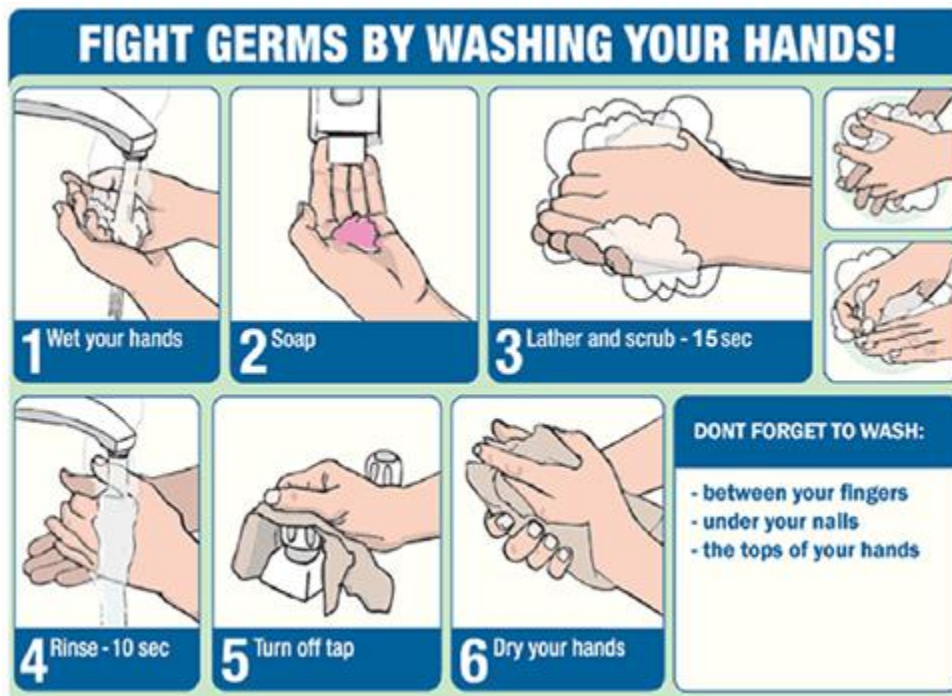 FIGHT GERMS BY WASHING YOUR HANDS!
1 Wet your hands
2 Soap
3 Lather and scrub - 15 sec
4 Rinse - 10 sec
5 Turn off tap
6 Dry your hands
DONT FORGET TO WASH:
- between your fingers
- under your nails
- the tops of your hands